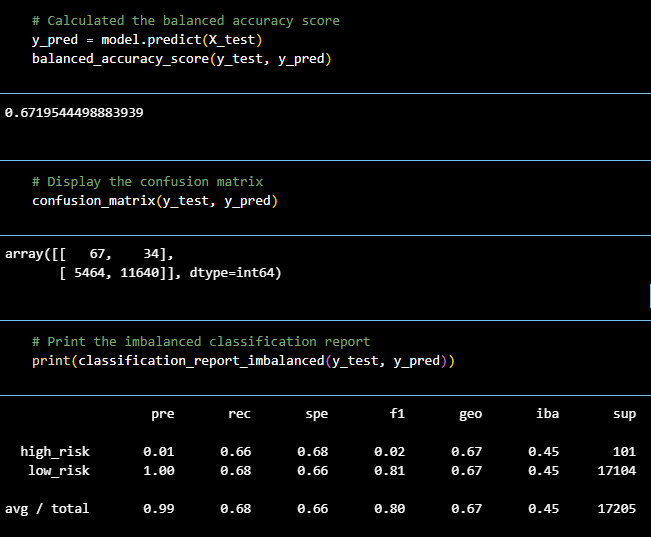 # Calculated the balanced accuracy score
y_pred = model.predict(X_test)
balanced_accuracy_score(y_test, y_pred)
0.6719544498883939
# Display the confusion matrix
confusion_matrix(y_test, y_pred)
array([[   67,    34],
       [ 5464, 11640]], dtype=int64)
# Print the imbalanced classification report
print(classification_report_imbalanced(y_test, y_pred))
                   pre       rec       spe        f1       geo       iba       sup
  high_risk       0.01      0.66      0.68      0.02      0.67      0.45       101
   low_risk       1.00      0.68      0.66      0.81      0.67      0.45     17104
avg / total       0.99      0.68      0.66      0.80      0.67      0.45     17205